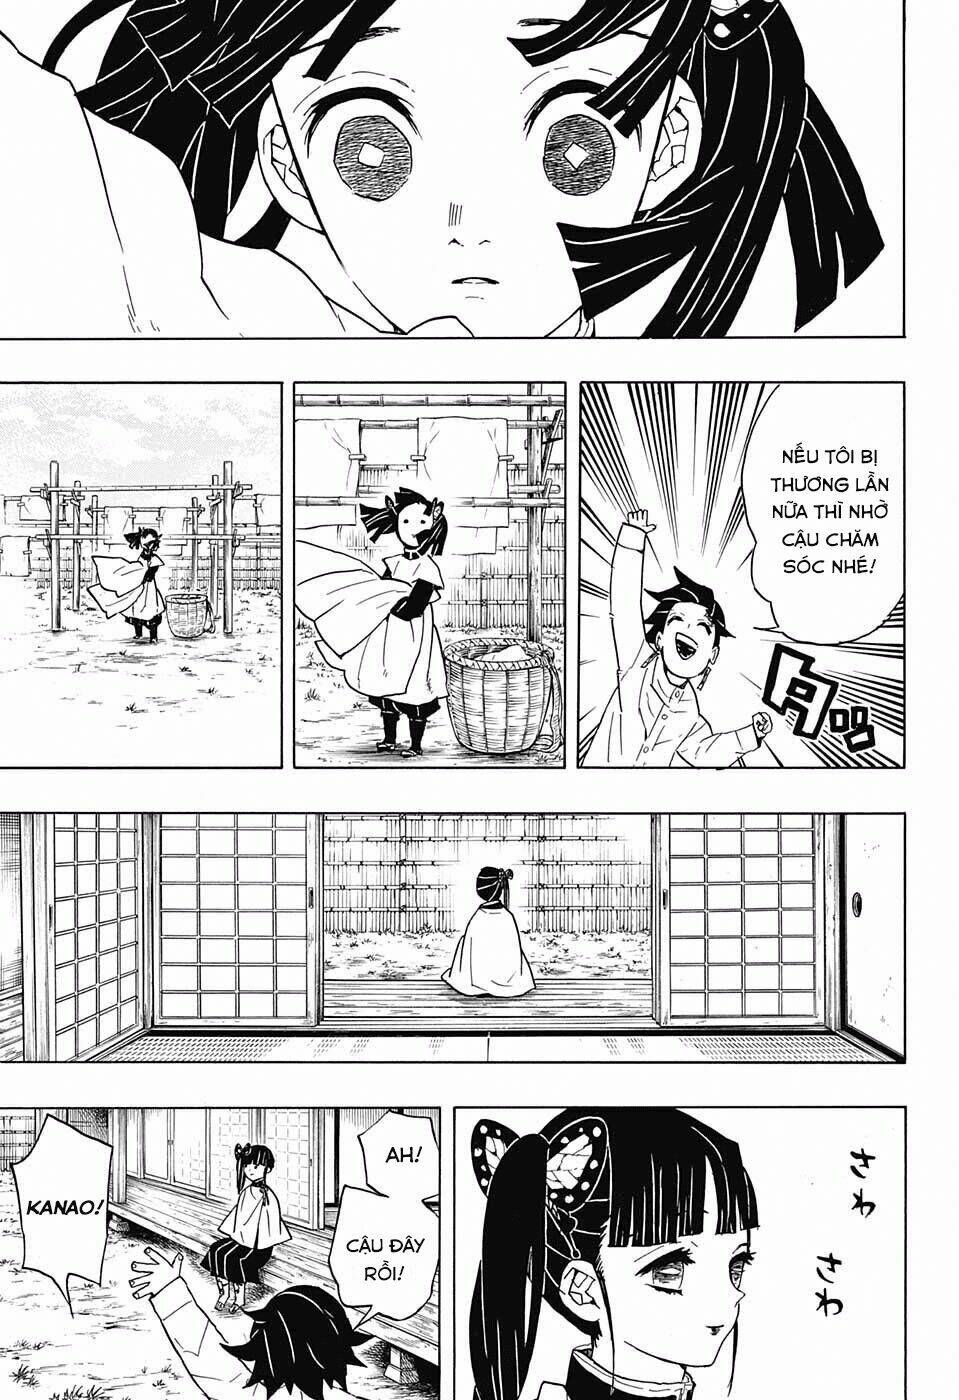 NẾU TÔI BỊ
THƯƠNG LẦN
NỮA THÌ NHỜ
CẬU CHĂM
SÓC NHÉ!
さわ
さわ
AH!
CẬU ĐÂY
RỒI!
KANAO!